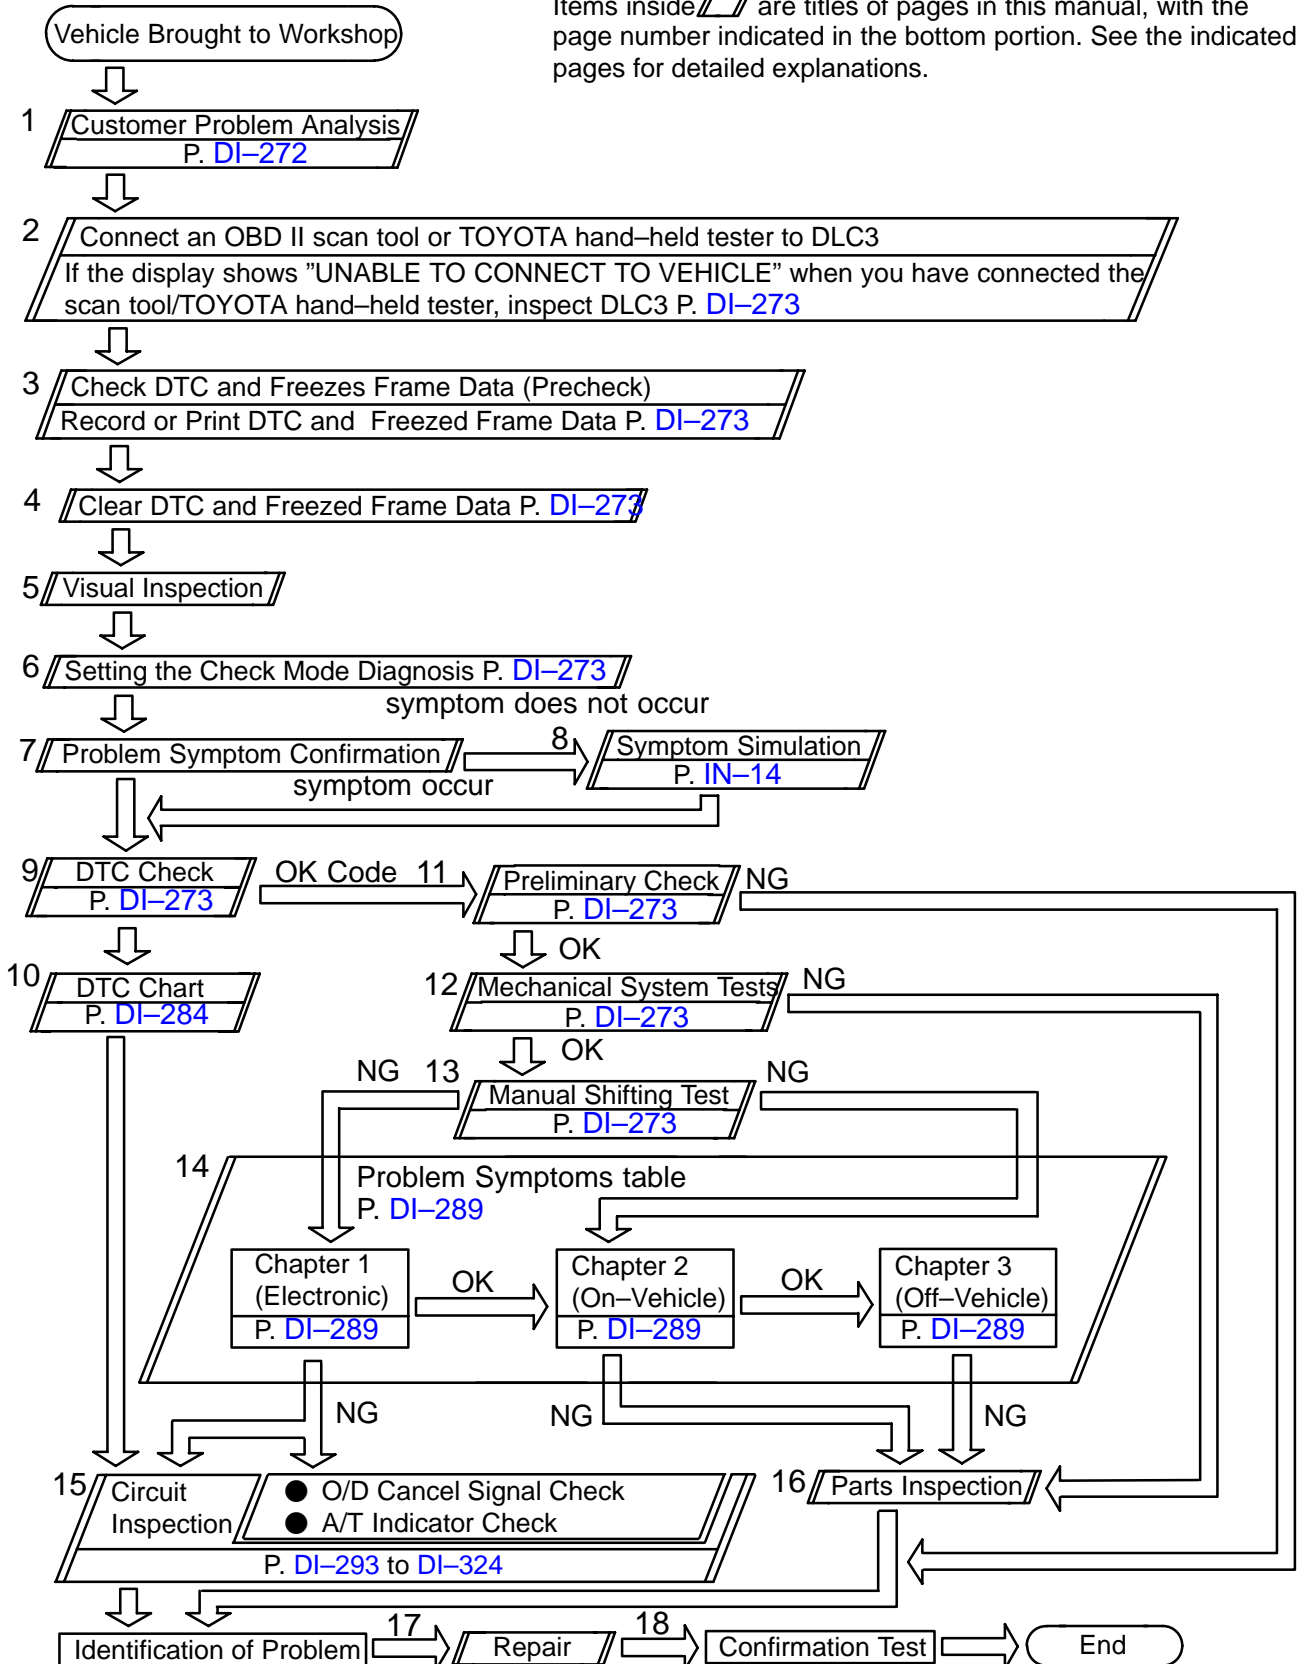 Items inside are titles of pages in this manual, with the
page number indicated in the bottom portion. See the indicated
pages for detailed explanations.
Vehicle Brought to Workshop
1
Customer Problem Analysis
P. DI–272
2
Connect an OBD II scan tool or TOYOTA hand–held tester to DLC3
If the display shows ”UNABLE TO CONNECT TO VEHICLE” when you have connected the
scan tool/TOYOTA hand–held tester, inspect DLC3 P. DI–273
3
Check DTC and Freezes Frame Data (Precheck)
Record or Print DTC and Freezed Frame Data P. DI–273
4
Clear DTC and Freezed Frame Data P. DI–273
5
Visual Inspection
6
Setting the Check Mode Diagnosis P. DI–273
symptom does not occur
7
Problem Symptom Confirmation
8
Symptom Simulation
P. IN–14
symptom occur
9
DTC Check
P. DI–273
OK Code
11
Preliminary Check
P. DI–273
NG
OK
10
DTC Chart
P. DI–284
12
Mechanical System Tests
P. DI–273
NG
OK
NG
13
Manual Shifting Test
P. DI–273
NG
14
Problem Symptoms table
P. DI–289
Chapter 1
(Electronic)
P. DI–289
OK
Chapter 2
(On–Vehicle)
P. DI–289
OK
Chapter 3
(Off–Vehicle)
P. DI–289
NG
NG
NG
15
Circuit
Inspection
● O/D Cancel Signal Check
● A/T Indicator Check
P. DI–293 to DI–324
16
Parts Inspection
Identification of Problem
17
Repair
18
Confirmation Test
End